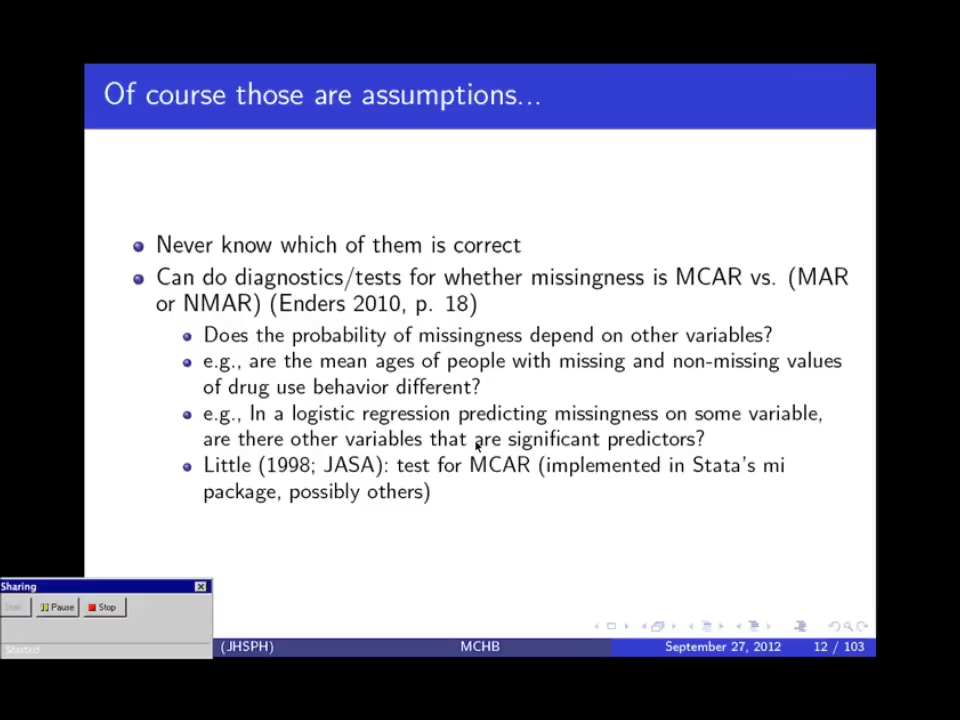 Of course those are assumptions...
Never know which of them is correct
Can do diagnostics/tests for whether missingness is MCAR vs. (MAR
or NMAR) (Enders 2010, p. 18)
Does the probability of missingness depend on other variables?
e.g., are the mean ages of people with missing and non-missing values
of drug use behavior different?
e.g., In a logistic regression predicting missingness on some variable,
are there other variables that are significant predictors?
Little (1998; JASA): test for MCAR (implemented in Stata's mi
package, possibly others)
Sharing
Start Pause Stop
Started
(JHSPH) MCHB September 27, 2012 12 / 103